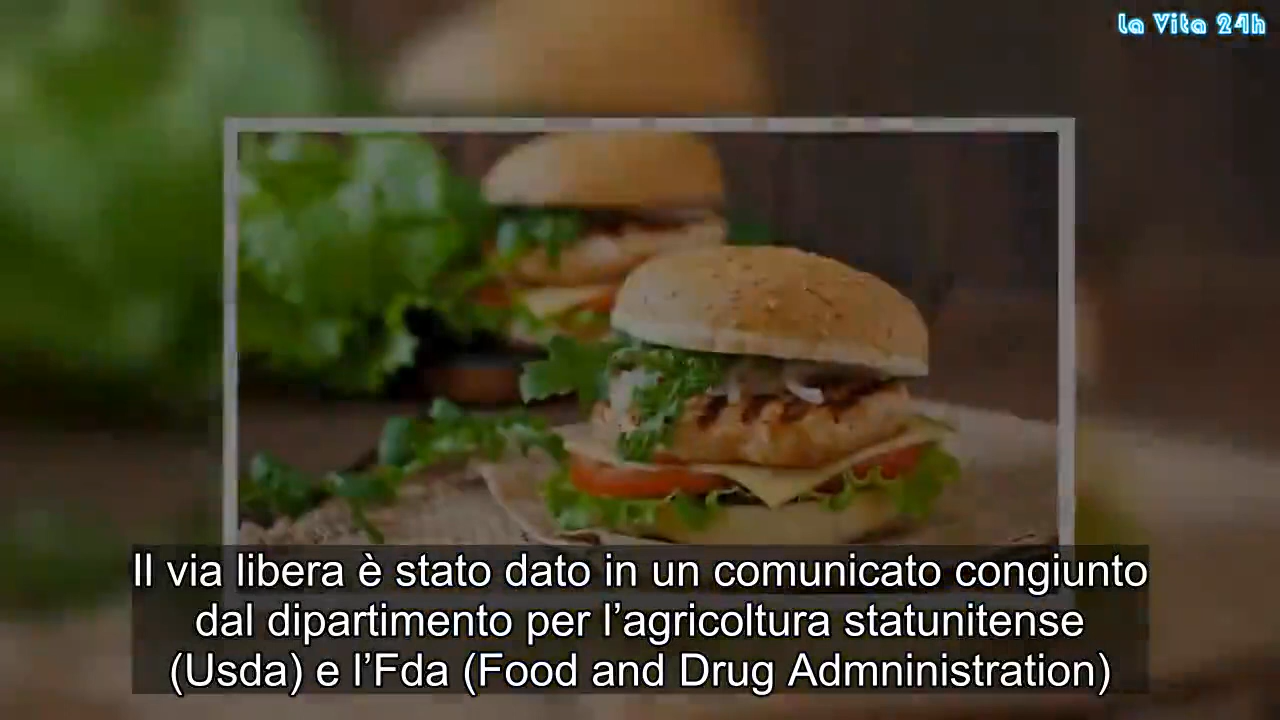 La Vita 24h
Il via libera è stato dato in un comunicato congiunto
dal dipartimento per l’agricoltura statunitense
(Usda) e l’Fda (Food and Drug Admninistration)